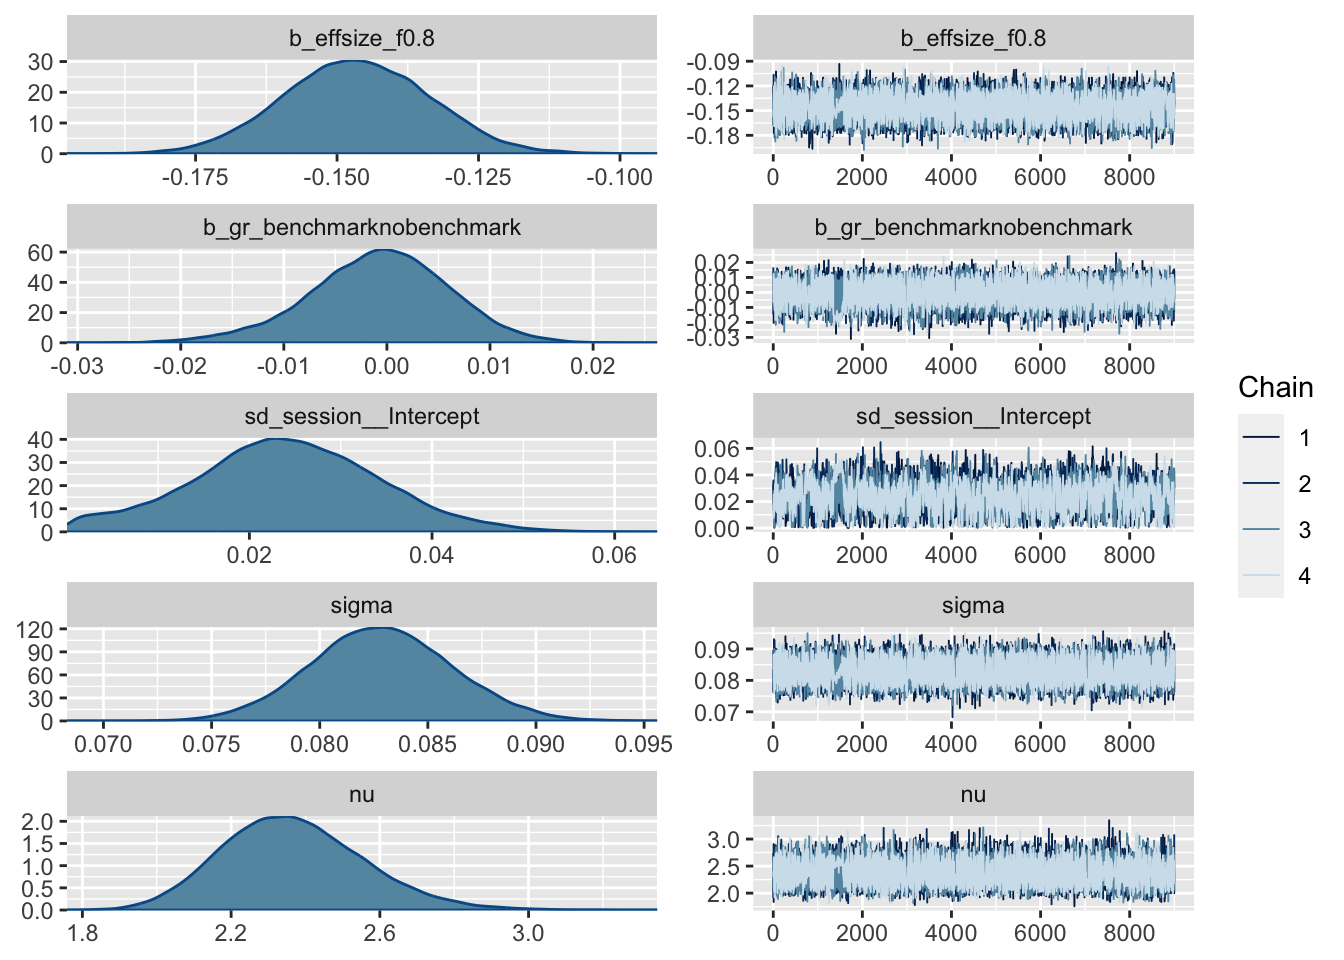 b_effsize_f0.8
30
20
10
0
-0.175 -0.150 -0.125 -0.100
b_effsize_f0.8
-0.09
-0.12
-0.15
-0.18
0 2000 4000 6000 8000
b_gr_benchmarknobenchmark
60
40
20
0
-0.03 -0.02 -0.01 0.00 0.01 0.02
b_gr_benchmarknobenchmark
0.02
0.01
0.00
-0.01
-0.02
-0.03
0 2000 4000 6000 8000
sd_session__Intercept
40
30
20
10
0
0.02 0.04 0.06
sd_session__Intercept
0.06
0.04
0.02
0.00
0 2000 4000 6000 8000
sigma
120
90
60
30
0
0.070 0.075 0.080 0.085 0.090 0.095
sigma
0.09
0.08
0.07
0 2000 4000 6000 8000
nu
2.0
1.5
1.0
0.5
0.0
1.8 2.2 2.6 3.0
nu
3.0
2.5
2.0
0 2000 4000 6000 8000
Chain
1
2
3
4